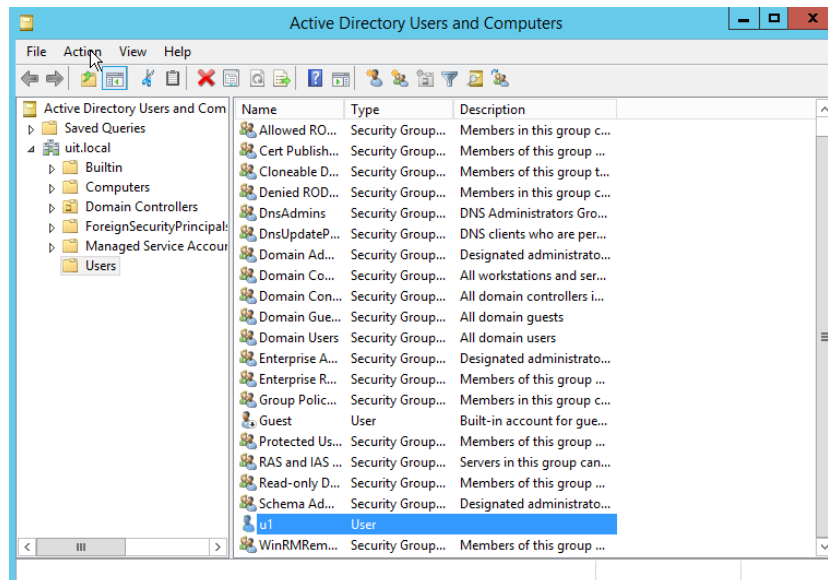 Active Directory Users and Computers
File Action View Help
Active Directory Users and Com
Saved Queries
uit.local
Builtin
Computers
Domain Controllers
ForeignSecurityPrincipals
Managed Service Accour
Users
Name Type Description
Allowed RO... Security Group... Members in this group c...
Cert Publish... Security Group... Members of this group ...
Cloneable D... Security Group... Members of this group t...
Denied ROD... Security Group... Members in this group c...
DnsAdmins Security Group... DNS Administrators Gro...
DnsUpdateP... Security Group... DNS clients who are per...
Domain Ad... Security Group... Designated administrato...
Domain Co... Security Group... All workstations and ser...
Domain Con... Security Group... All domain controllers i...
Domain Gue... Security Group... All domain guests
Domain Users Security Group... All domain users
Enterprise A... Security Group... Designated administrato...
Enterprise R... Security Group... Members of this group ...
Group Polic... Security Group... Members in this group c...
Guest User Built-in account for gue...
Protected Us... Security Group... Members of this group ...
RAS and IAS ... Security Group... Servers in this group can...
Read-only D... Security Group... Members of this group ...
Schema Ad... Security Group... Designated administrato...
u1 User
WinRMRem... Security Group... Members of this group ...